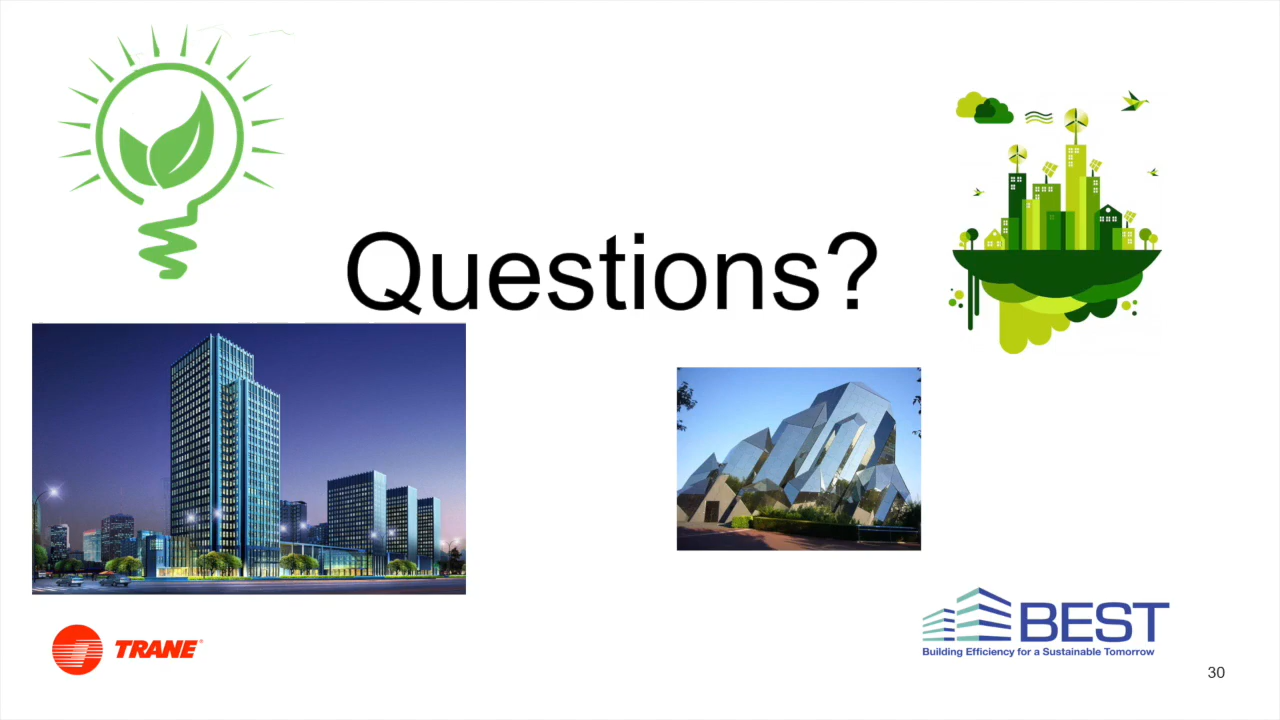 Questions?
TRANE®
BEST
Building Efficiency for a Sustainable Tomorrow
30